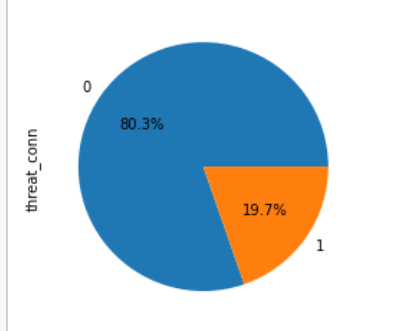 0
80.3%
threat_conn
19.7%
1